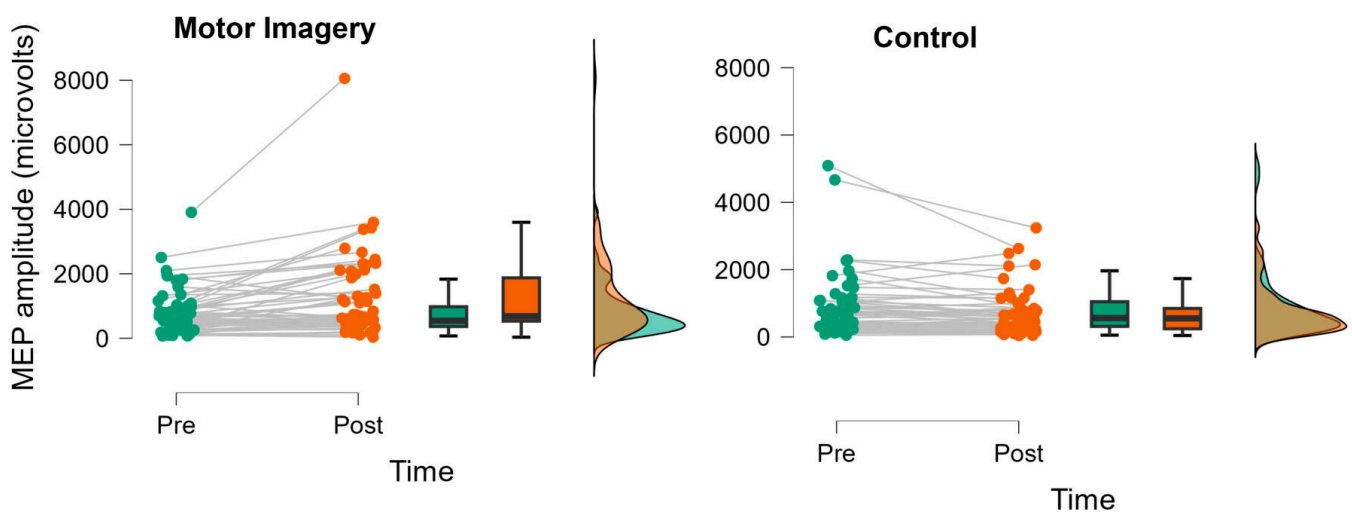 Motor Imagery
MEP amplitude (microvolts)
8000
6000
4000
2000
0
Pre
Post
Time
Control
8000
6000
4000
2000
0
Pre
Post
Time